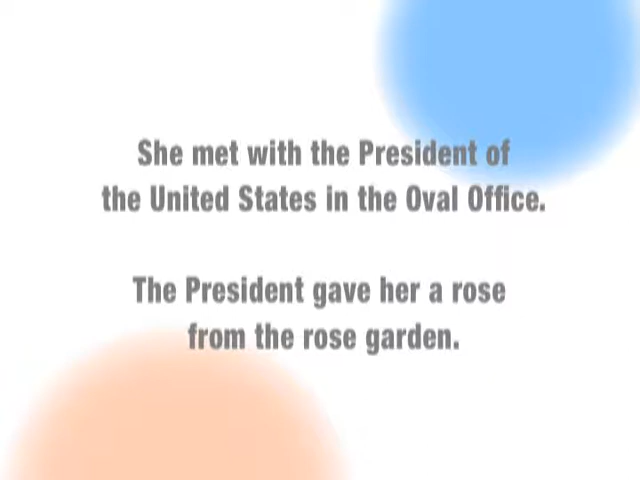 She met with the President of
the United States in the Oval Office.
The President gave her a rose
from the rose garden.